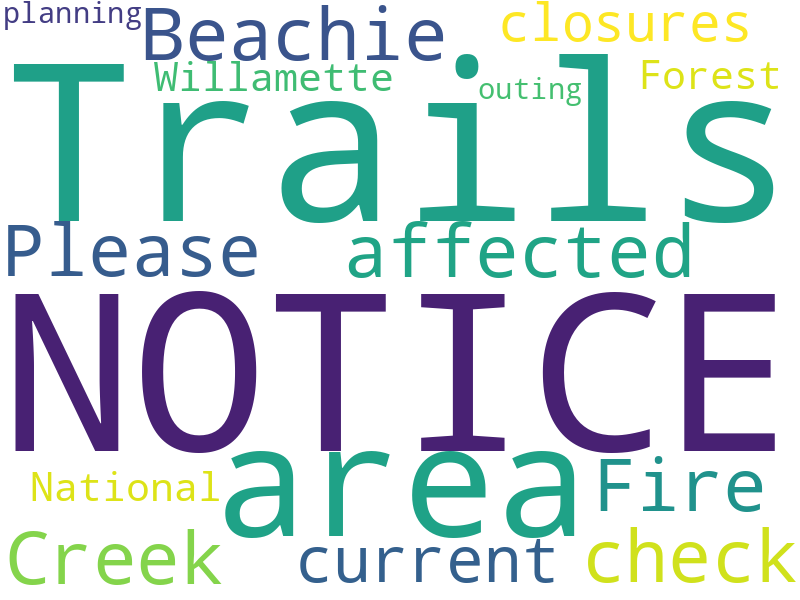 planning Beachie closures
Willamette outing Forest
Trails
Please affected
NOTICE
area
National Fire
Creek current check